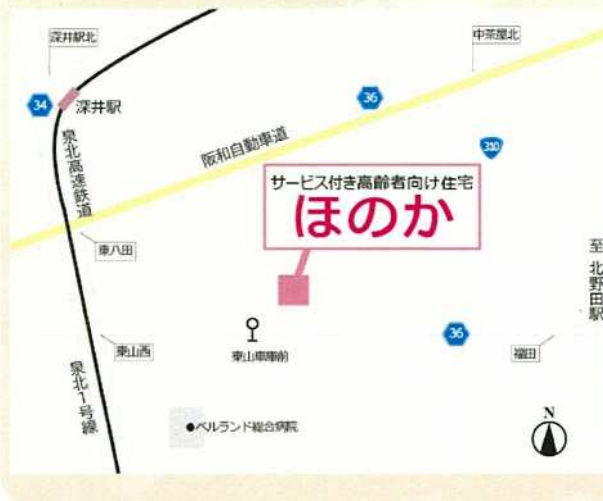 深井駅北
中茶屋北
34
深井駅
36
310
泉北高速鉄道
阪和自動車道
サービス付き高齢者向け住宅
ほのか
東八田
至 北野田駅
36
東山西
東山車庫前
福田
泉北1号線
●ベルランド総合病院
N